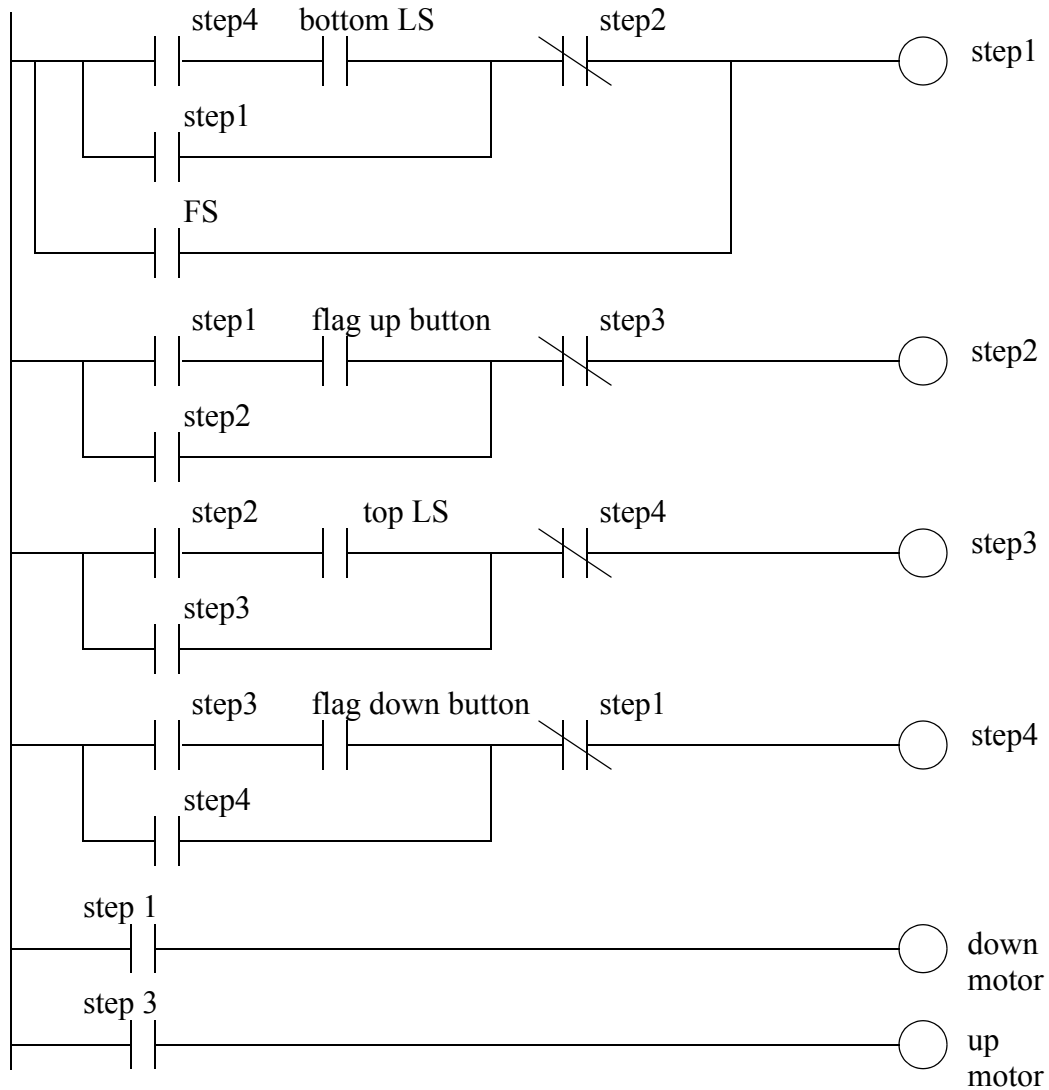 step4 bottom LS step2 step1
step1
FS
step1 flag up button step3 step2
step2
step2 top LS step4 step3
step3
step3 flag down button step1 step4
step4
step 1
down
motor
step 3
up
motor